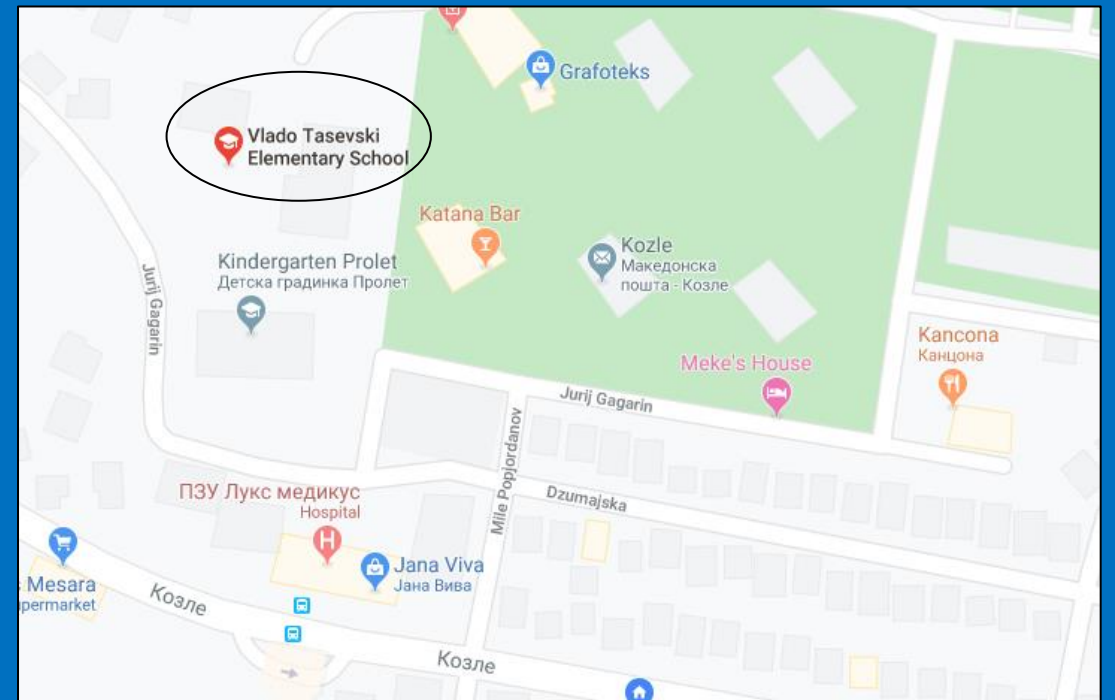 Grafoteks
Vlado Tasevski
Elementary School
Katana Bar
Kozle
Македонска
пошта - Козле
Kindergarten Prolet
Детска градинка Пролет
Jurij Gagarin
Kancona
Канцона
Meke's House
Jurij Gagarin
Mile Popjordanov
Dzumajska
ПЗУ Лукс медикус
Hospital
H
Jana Viva
Јана Вива
Mesara
Козле
Козле